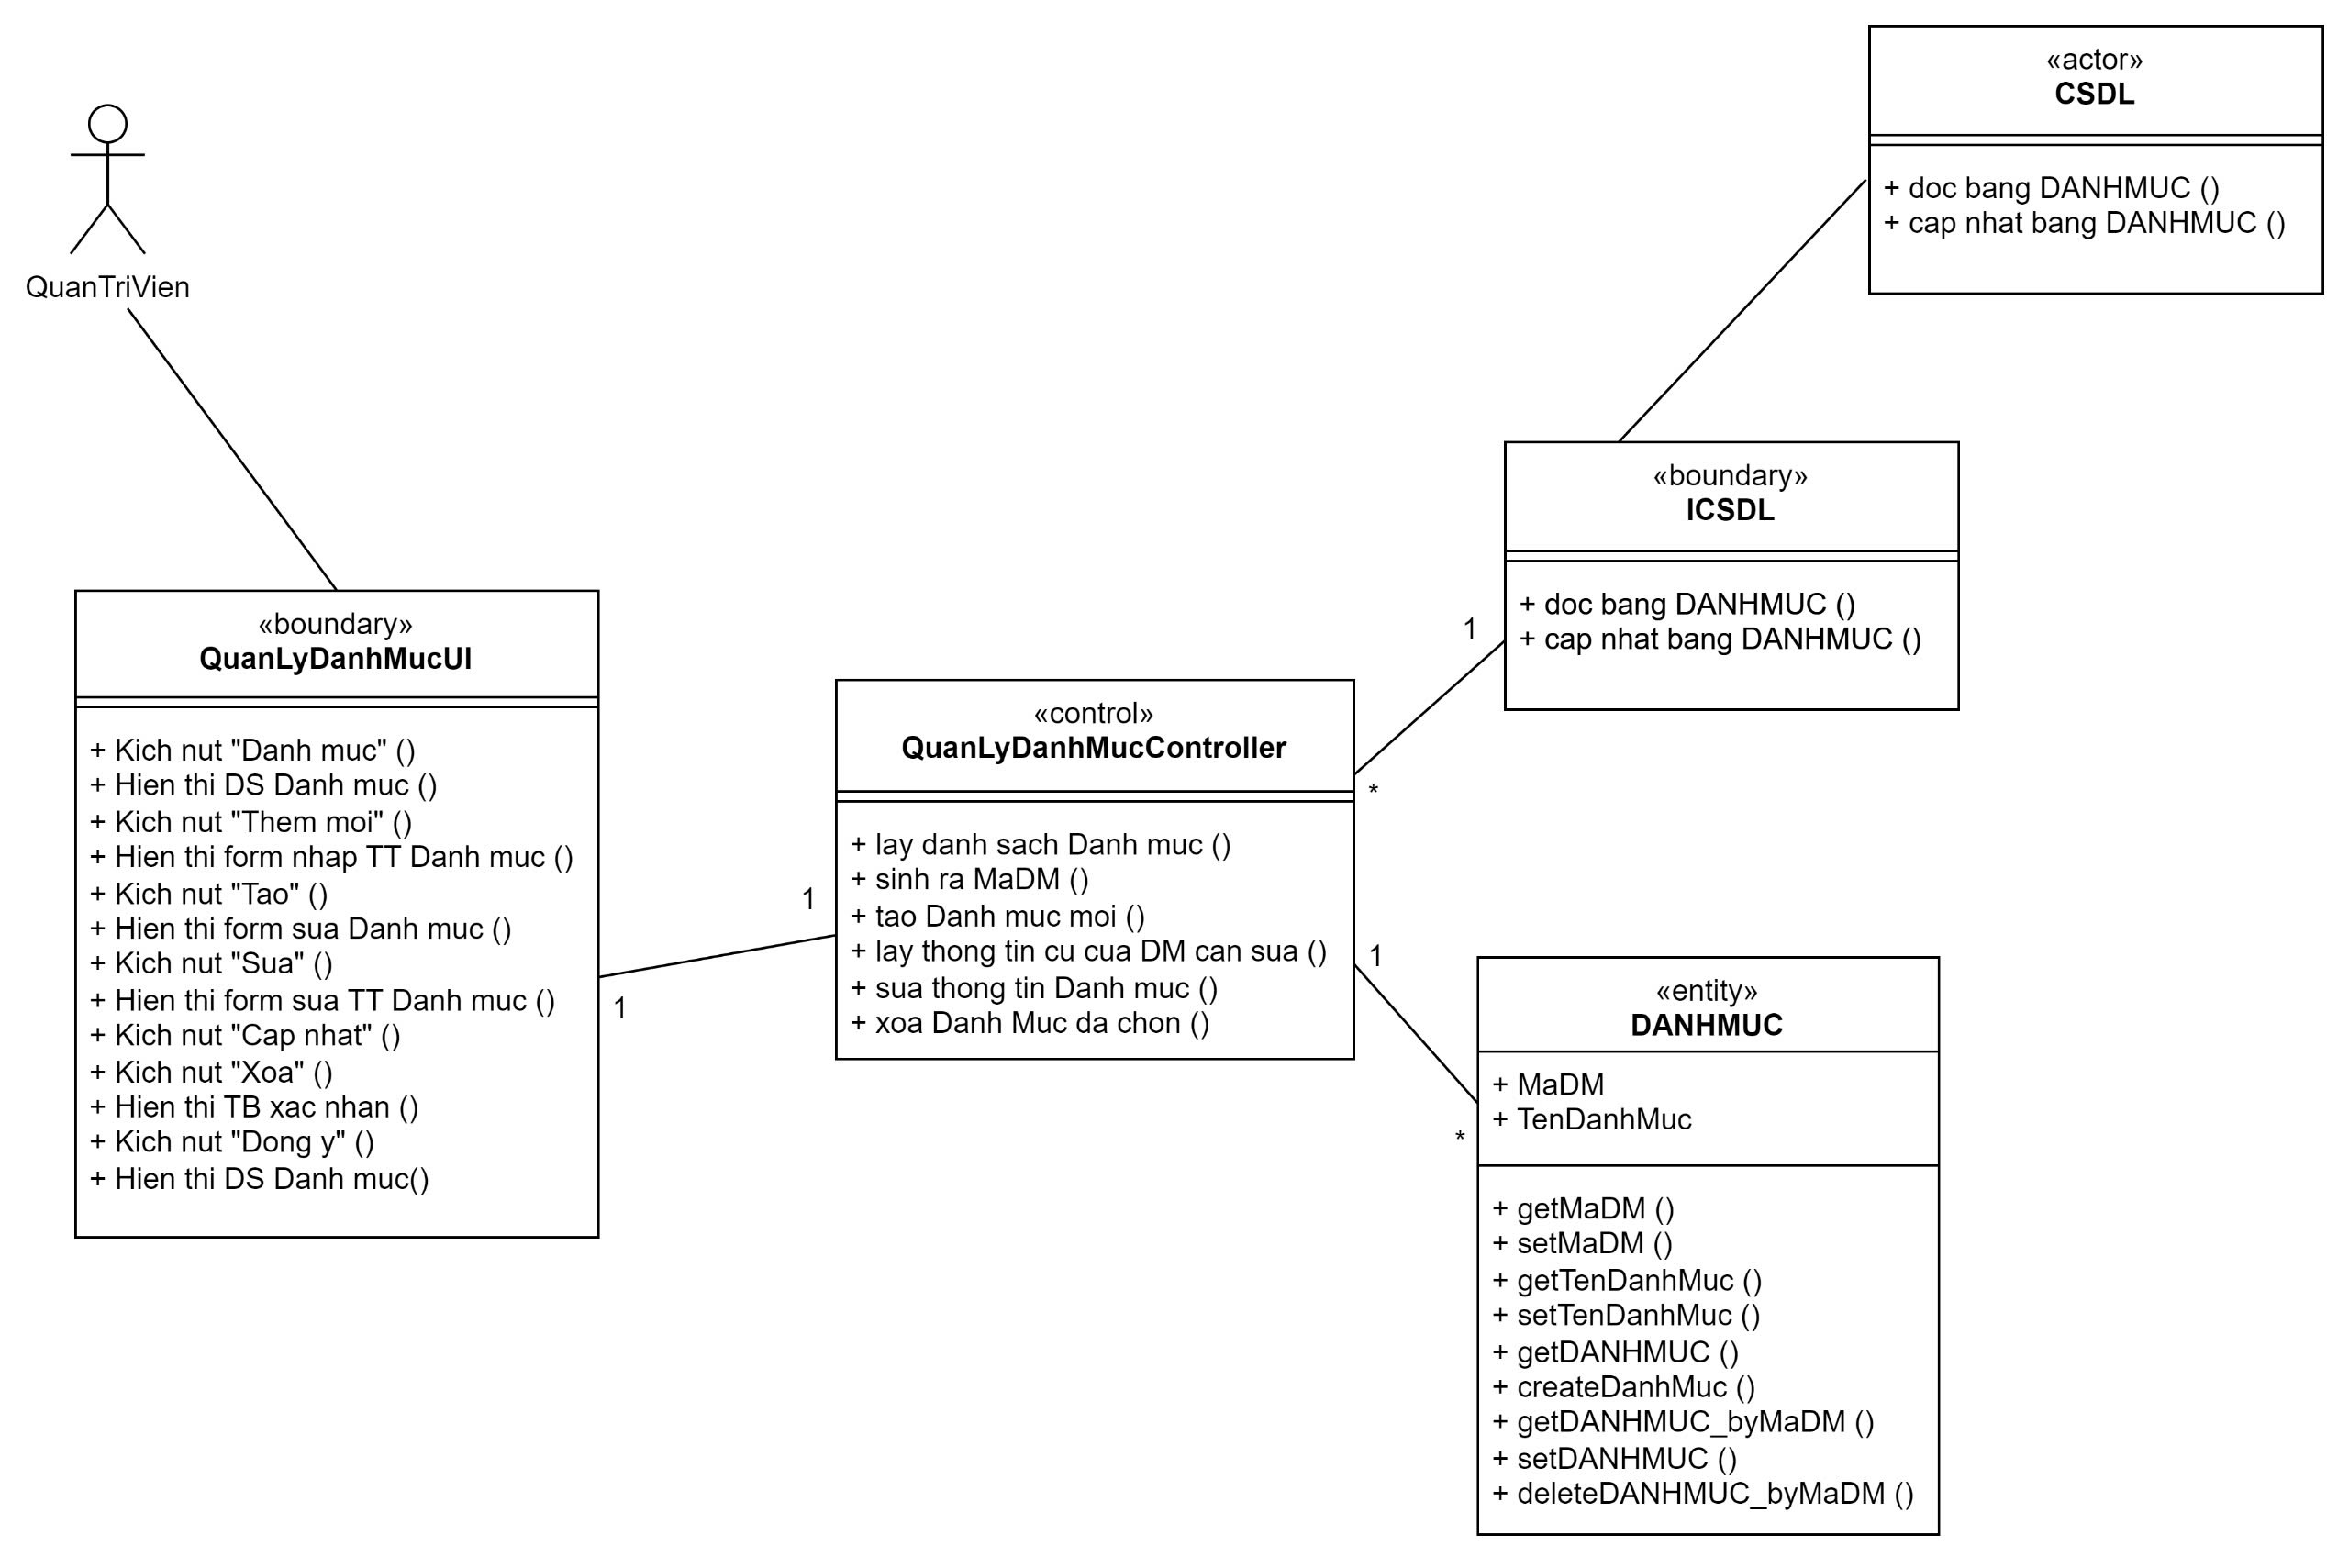 QuanTriVien
«actor»
CSDL
+ doc bang DANHMUC ()
+ cap nhat bang DANHMUC ()
«boundary»
ICSDL
+ doc bang DANHMUC ()
+ cap nhat bang DANHMUC ()
«boundary»
QuanLyDanhMucUI
+ Kich nut "Danh muc" ()
+ Hien thi DS Danh muc ()
+ Kich nut "Them moi" ()
+ Hien thi form nhap TT Danh muc ()
+ Kich nut "Tao" ()
+ Hien thi form sua Danh muc ()
+ Kich nut "Sua" ()
+ Hien thi form sua TT Danh muc ()
+ Kich nut "Cap nhat" ()
+ Kich nut "Xoa" ()
+ Hien thi TB xac nhan ()
+ Kich nut "Dong y" ()
+ Hien thi DS Danh muc()
1
1
«control»
QuanLyDanhMucController
+ lay danh sach Danh muc ()
+ sinh ra MaDM ()
+ tao Danh muc moi ()
+ lay thong tin cu cua DM can sua ()
+ sua thong tin Danh muc ()
+ xoa Danh Muc da chon ()
1
*
1
*
«entity»
DANHMUC
+ MaDM
+ TenDanhMuc
+ getMaDM ()
+ setMaDM ()
+ getTenDanhMuc ()
+ setTenDanhMuc ()
+ getDANHMUC ()
+ createDanhMuc ()
+ getDANHMUC_byMaDM ()
+ setDANHMUC ()
+ deleteDANHMUC_byMaDM ()